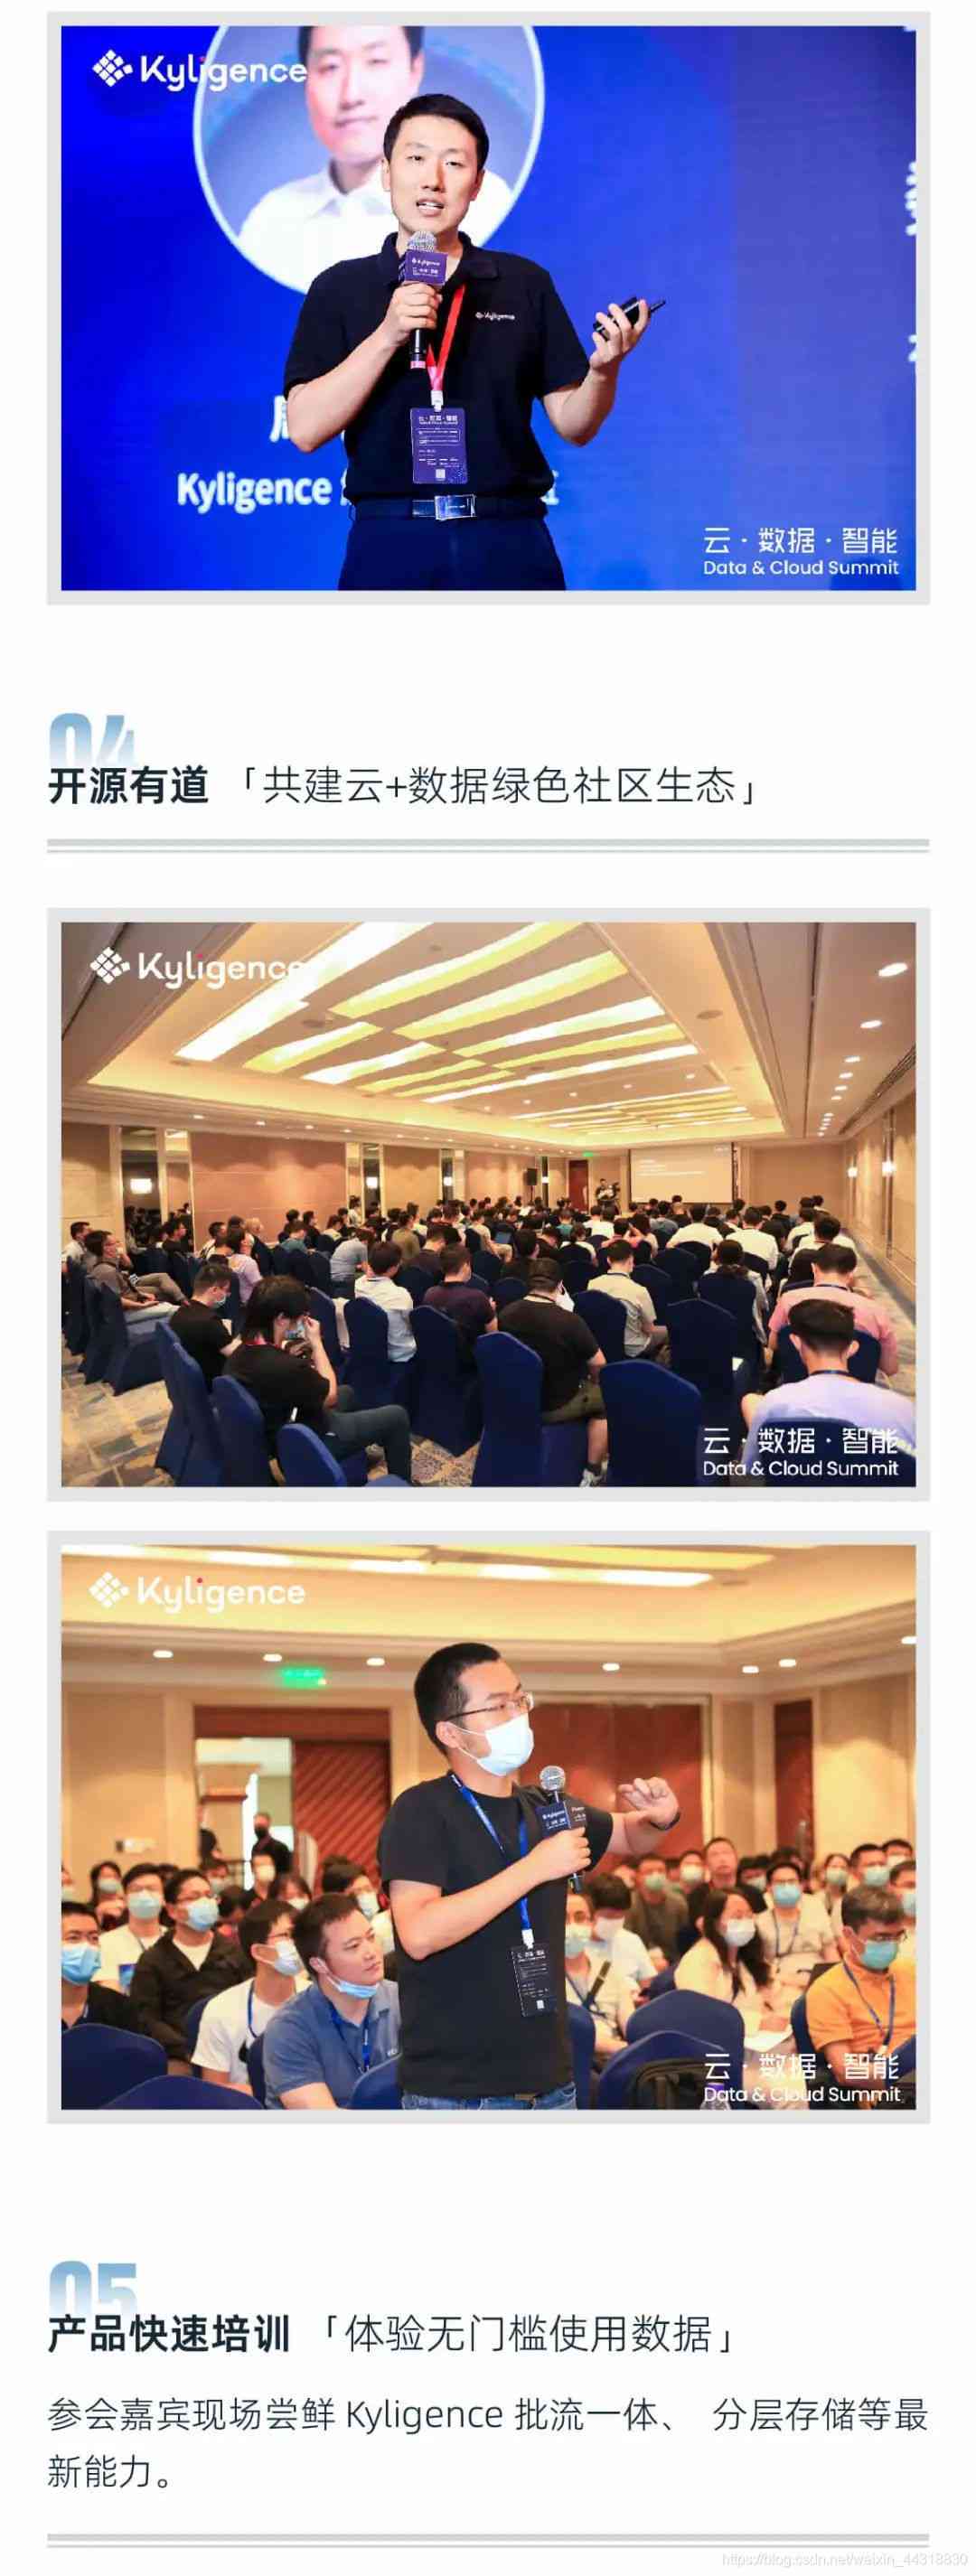 Kyligence
Kyligence
云·数据·智能
Data & Cloud Summit
04
开源有道 「共建云+数据绿色社区生态」
Kyligence
云·数据·智能
Data & Cloud Summit
Kyligence
云·数据·智能
Data & Cloud Summit
05
产品快速培训 「体验无门槛使用数据」
参会嘉宾现场尝鲜 Kyligence 批流一体、 分层存储等最
新能力。
https://blog.csdn.net/weixin_44318830